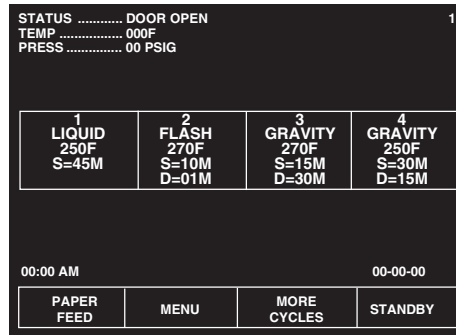 STATUS ............ DOOR OPEN 1
TEMP ................. 000F
PRESS ............... 00 PSIG
1 2 3 4
LIQUID FLASH GRAVITY GRAVITY
250F 270F 270F 250F
S=45M S=10M S=15M S=30M
D=01M D=30M D=15M
00:00 AM 00-00-00
PAPER FEED MENU MORE CYCLES STANDBY